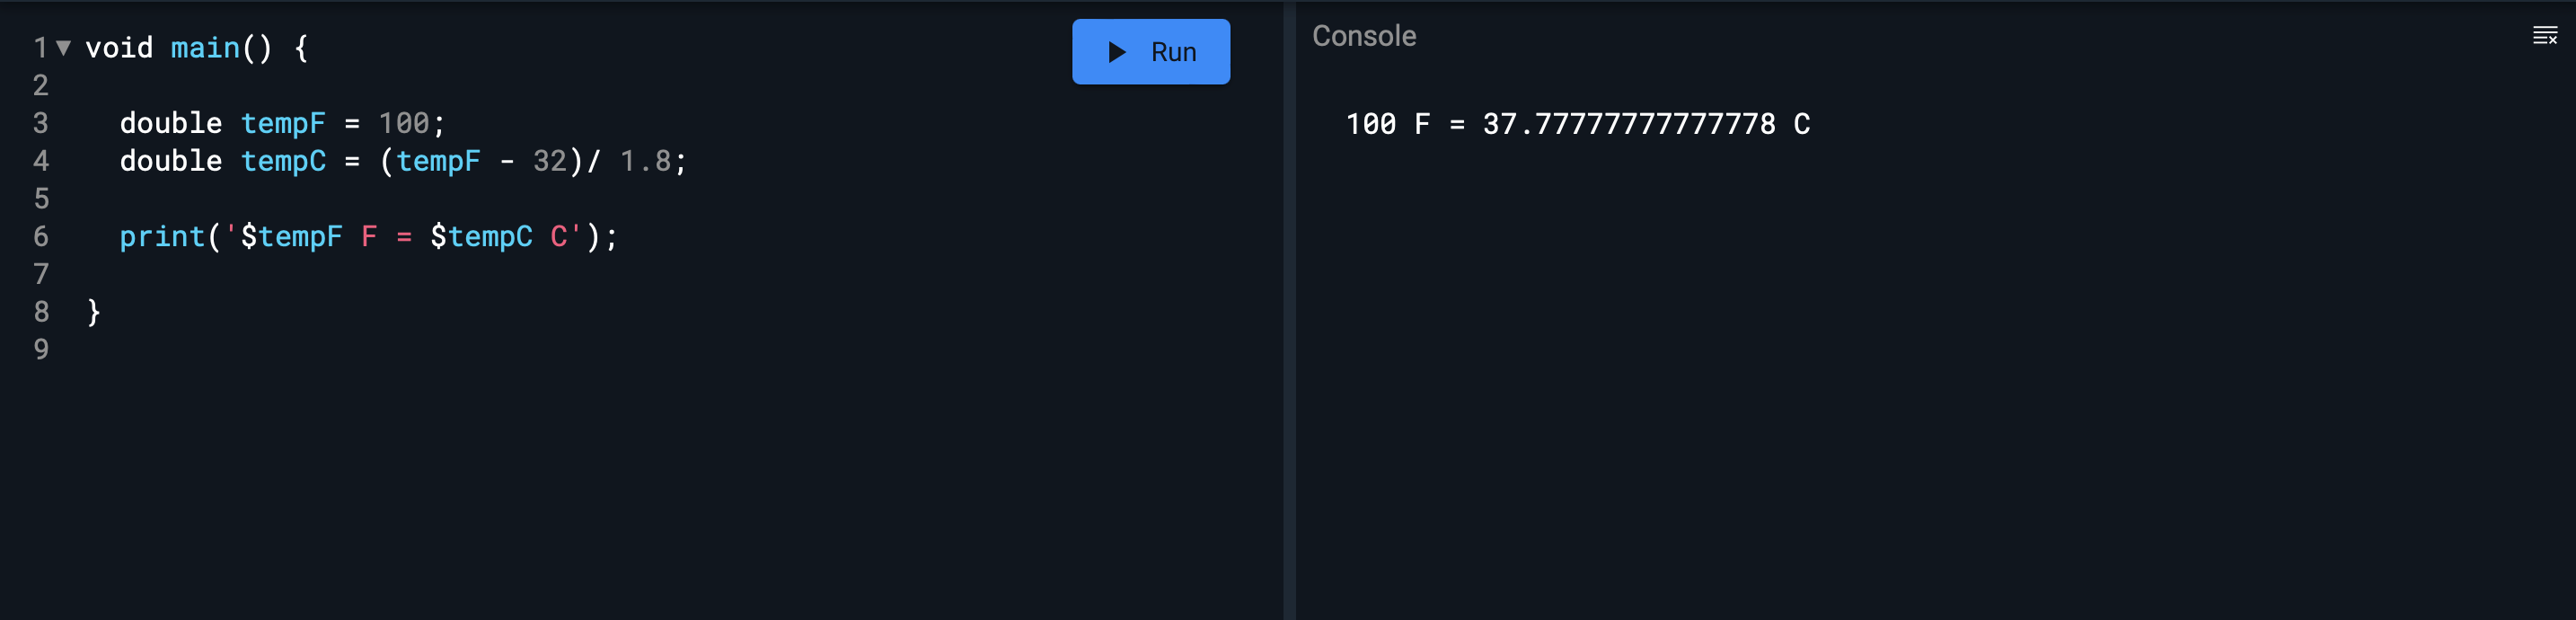 1 void main() {
2
3 double tempF = 100;
4 double tempC = (tempF - 32)/ 1.8;
5
6 print('$tempF F = $tempC C');
7
8 }
9
Run
Console
100 F = 37.77777777777778 C